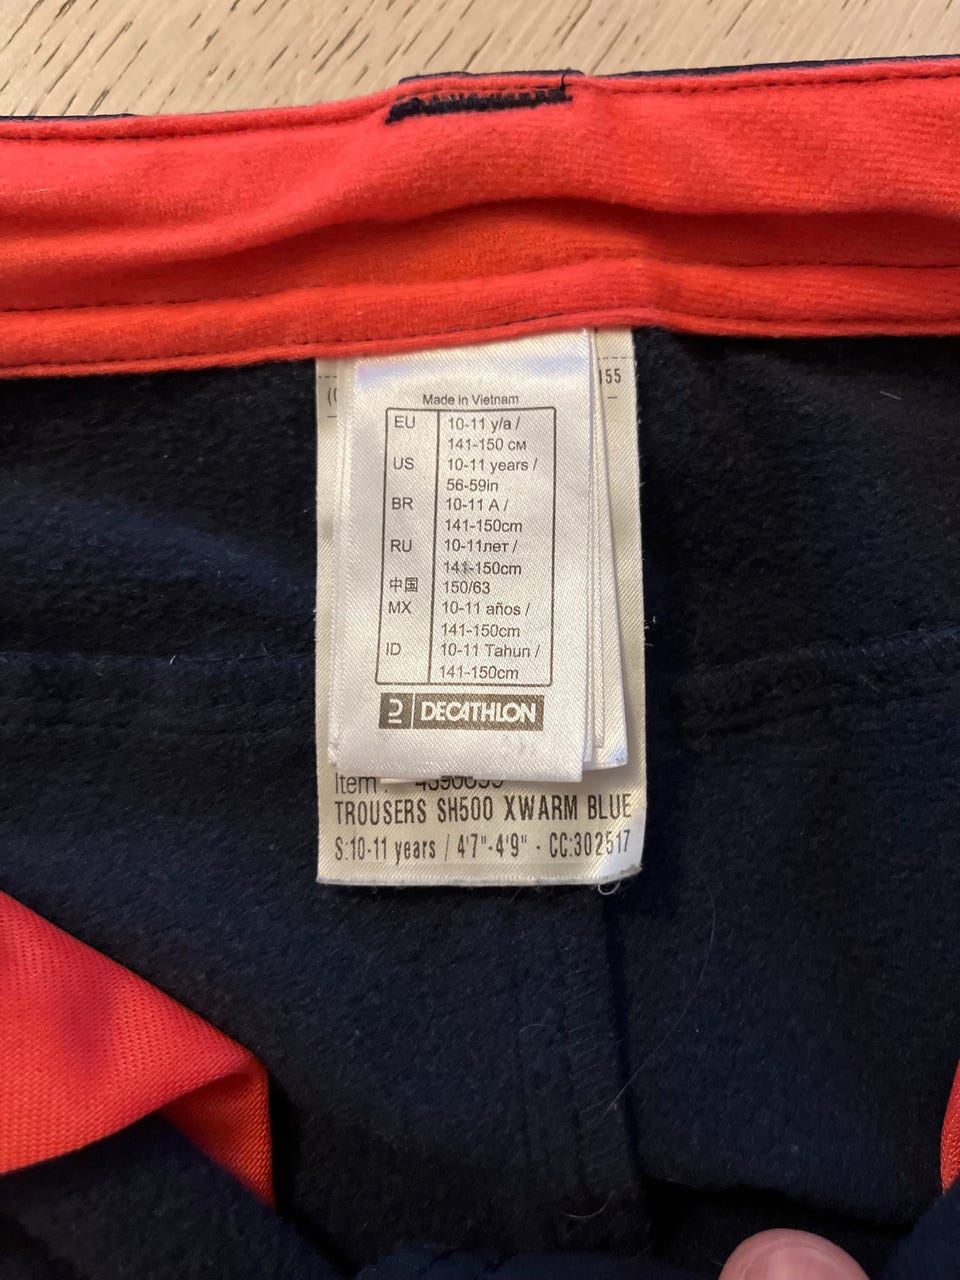 155
Made in Vietnam
EU 10-11 y/a /
141-150 см
US 10-11 years /
56-59in
BR 10-11 A /
141-150cm
RU 10-11лет /
141-150cm
中国 150/63
MX 10-11 años /
141-150cm
ID 10-11 Tahun /
141-150cm
DECATHLON
Item :
TROUSERS SH500 XWARM BLUE
S:10-11 years / 4'7"-4'9" - CC:302517